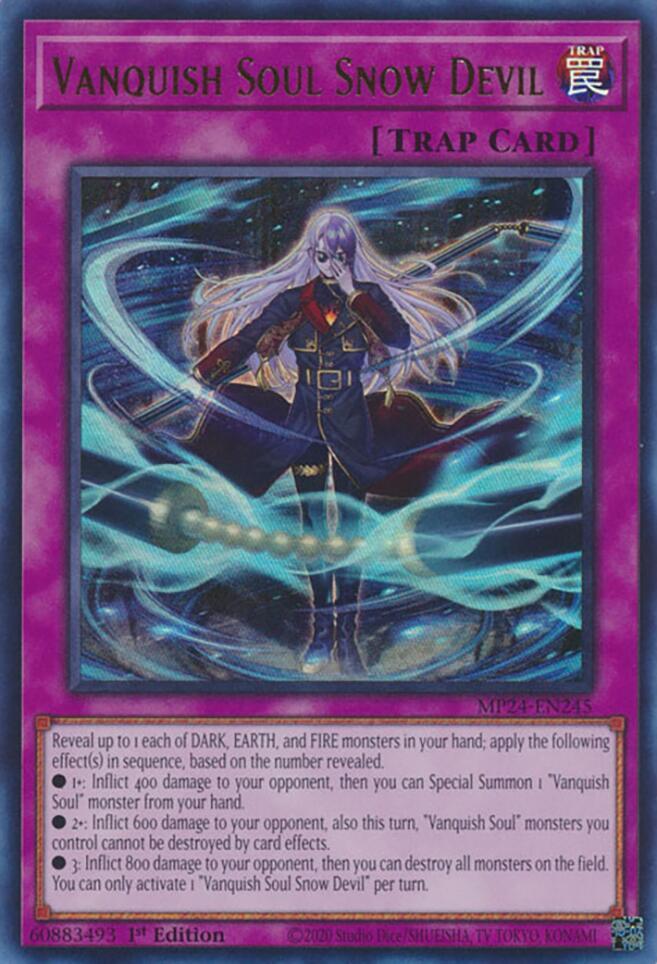 VANQUISH SOUL SNOW DEVIL
TRAP
罠
[TRAP CARD]
MP24-EN245
Reveal up to 1 each of DARK, EARTH, and FIRE monsters in your hand; apply the following
effect(s) in sequence, based on the number revealed.
● 1+: Inflict 400 damage to your opponent, then you can Special Summon 1 "Vanquish
Soul" monster from your hand.
● 2+: Inflict 600 damage to your opponent, also this turn, "Vanquish Soul" monsters you
control cannot be destroyed by card effects.
● 3: Inflict 800 damage to your opponent, then you can destroy all monsters on the field.
You can only activate 1 "Vanquish Soul Snow Devil" per turn.
60883493 1st Edition ©2020 Studio Dice/SHUEISHA, TV TOKYO, KONAMI